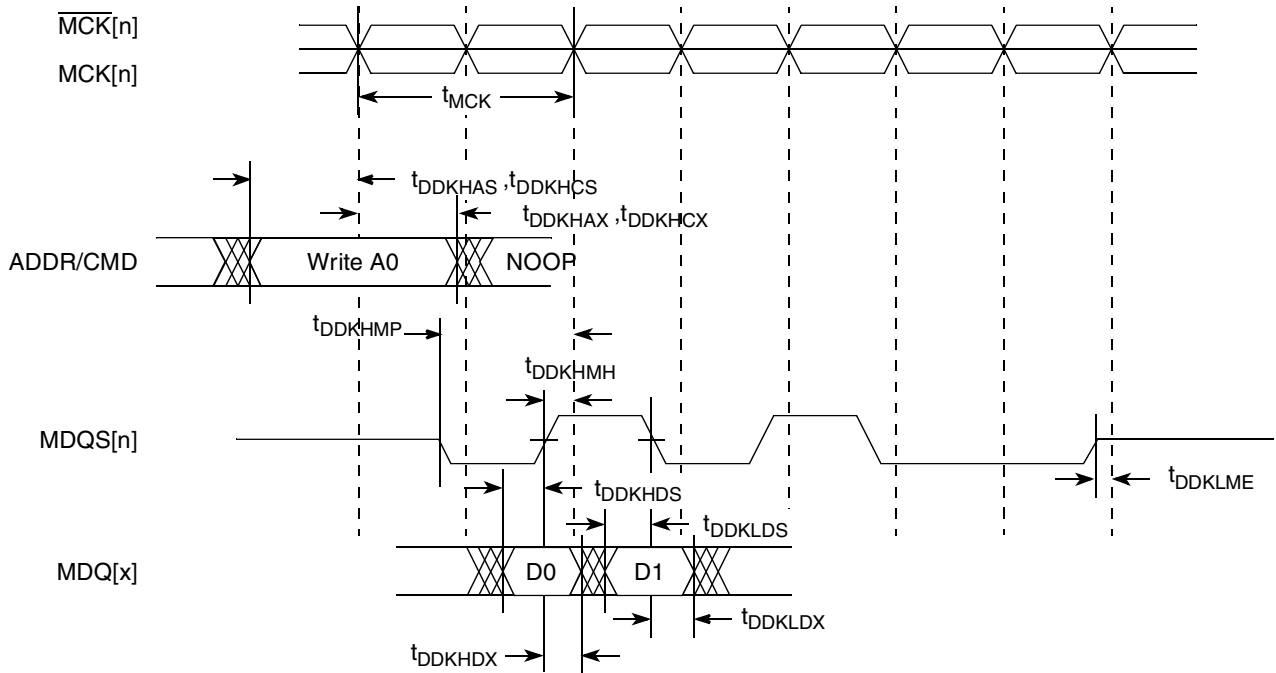 MCK[n]
MCK[n]
tMCK
tDDKHAS ,tDDKHCS
tDDKHAX ,tDDKHCX
ADDR/CMD
Write A0
NOOP
tDDKHMP
tDDKHMH
MDQS[n]
tDDKHDS
tDDKLME
tDDKLDS
MDQ[x]
D0
D1
tDDKLDX
tDDKHDX